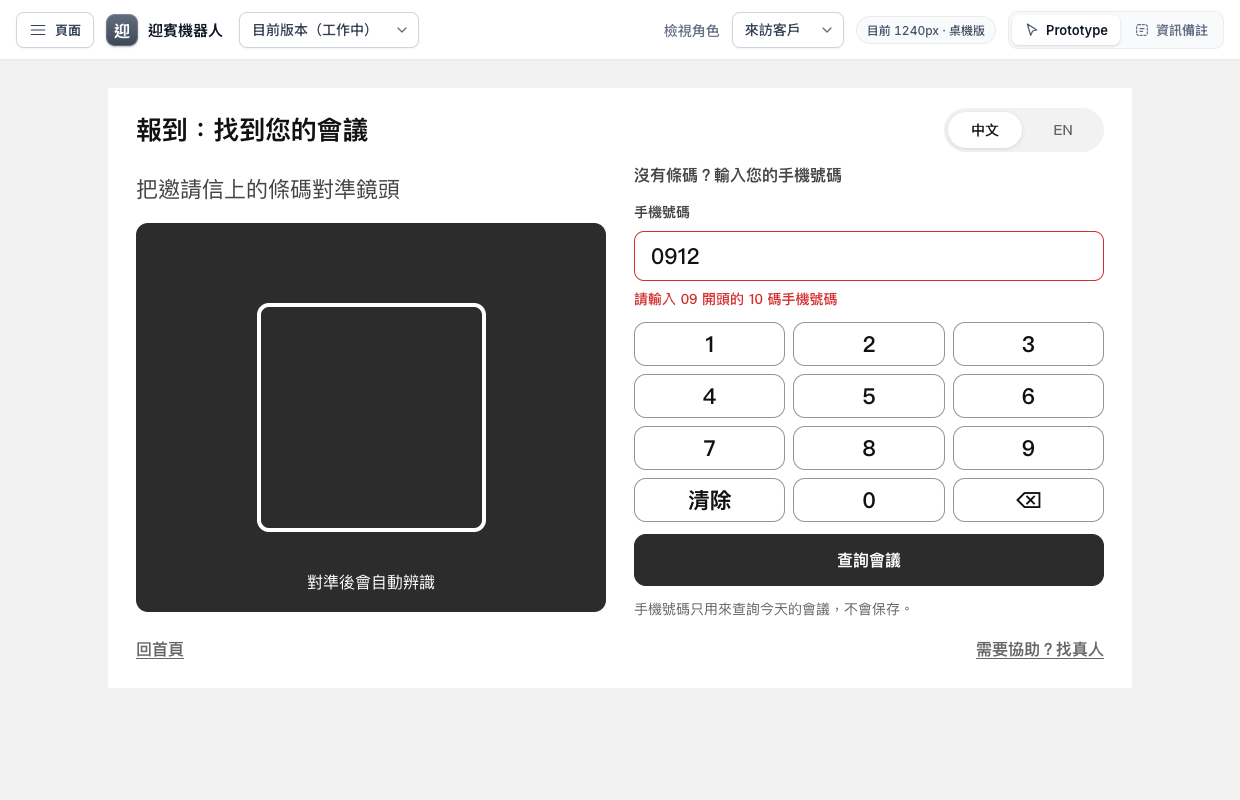 頁面
迎
迎賓機器人
目前版本（工作中）
檢視角色
來訪客戶
目前 1240px · 桌機版
Prototype
資訊備註
報到：找到您的會議
中文
EN
把邀請信上的條碼對準鏡頭
對準後會自動辨識
沒有條碼？輸入您的手機號碼
手機號碼
0912
請輸入 09 開頭的 10 碼手機號碼
1 2 3
4 5 6
7 8 9
清除 0
查詢會議
手機號碼只用來查詢今天的會議，不會保存。
回首頁
需要協助？找真人